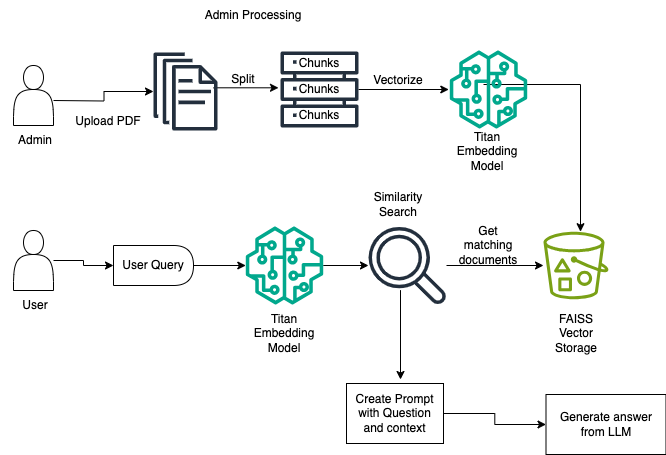 Admin Processing
Chunks
Split
Chunks
Vectorize
Chunks
Upload PDF
Admin
Titan
Embedding
Model
Similarity
Search
Get
matching
documents
User Query
User
Titan
Embedding
Model
FAISS
Vector
Storage
Create Prompt
with Question
and context
Generate answer
from LLM